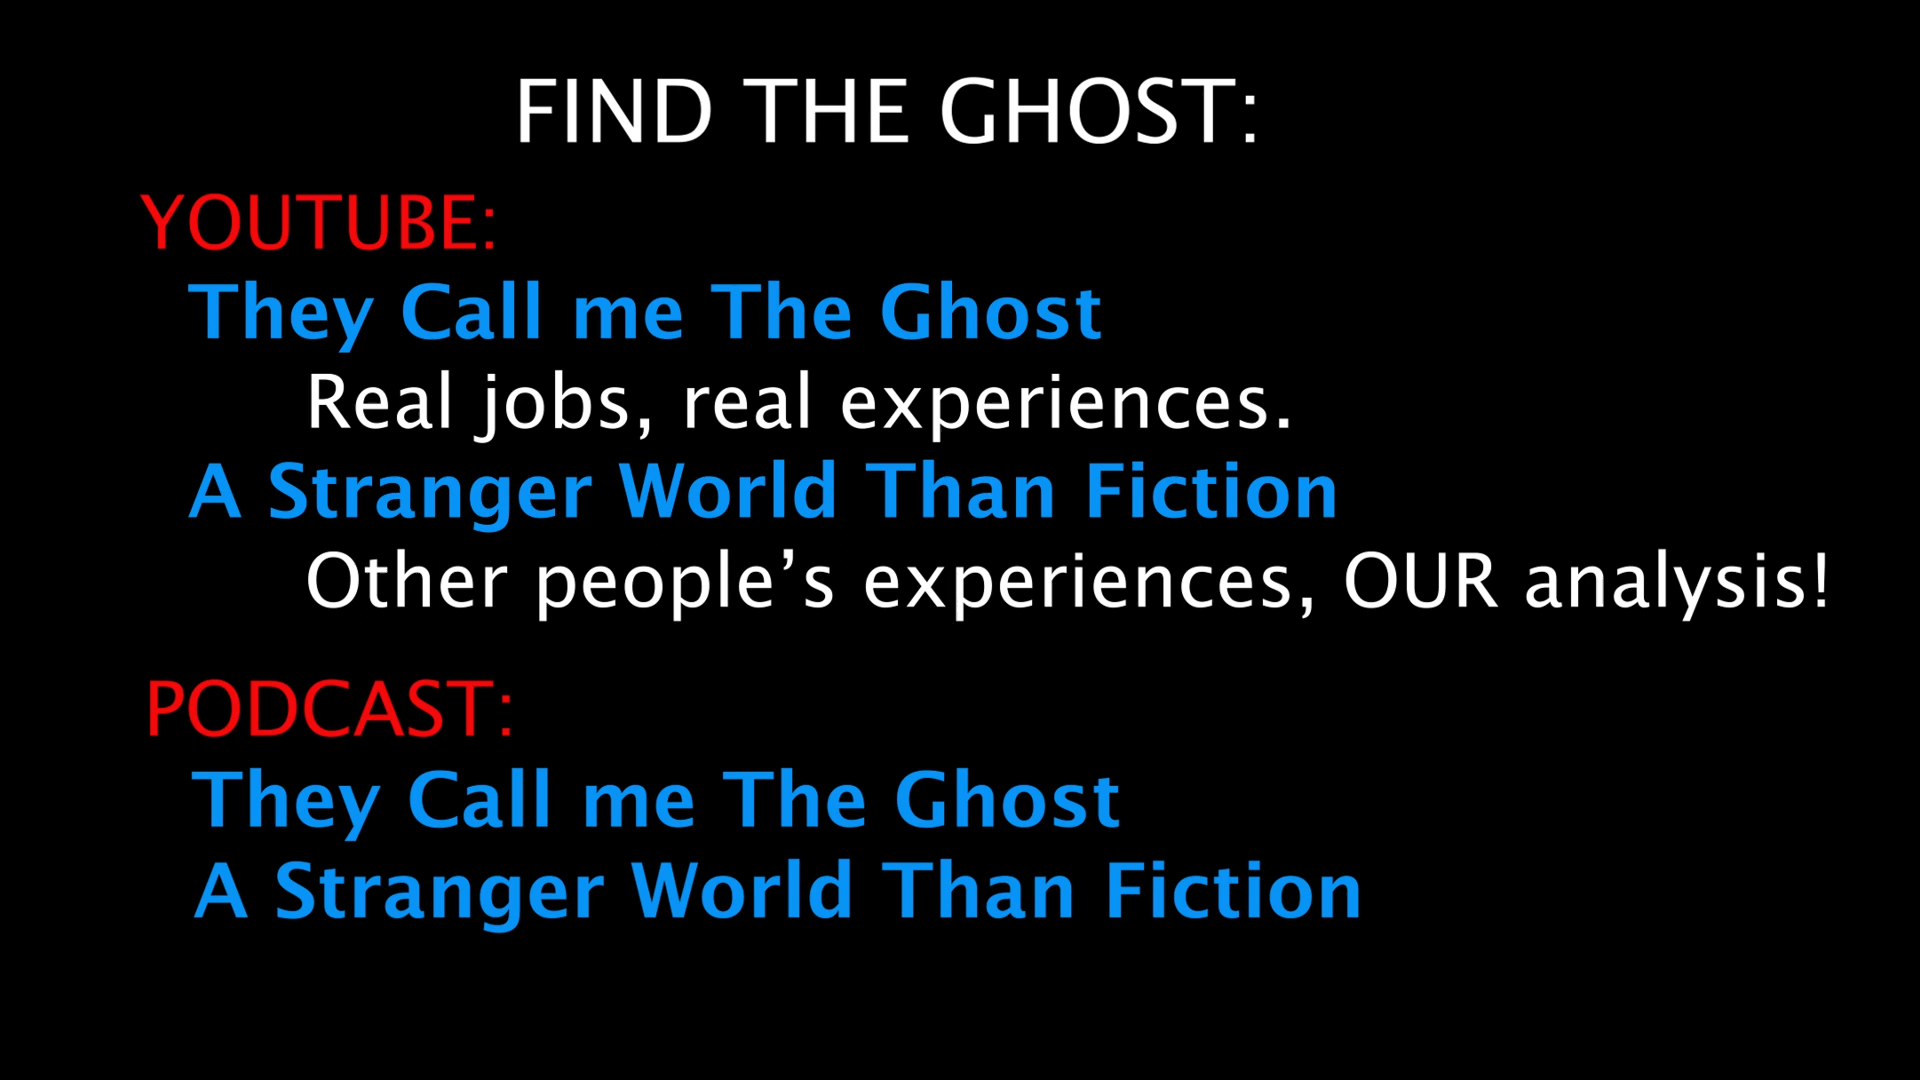 FIND THE GHOST:
YOUTUBE:
They Call me The Ghost
Real jobs, real experiences.
A Stranger World Than Fiction
Other people’s experiences, OUR analysis!
PODCAST:
They Call me The Ghost
A Stranger World Than Fiction